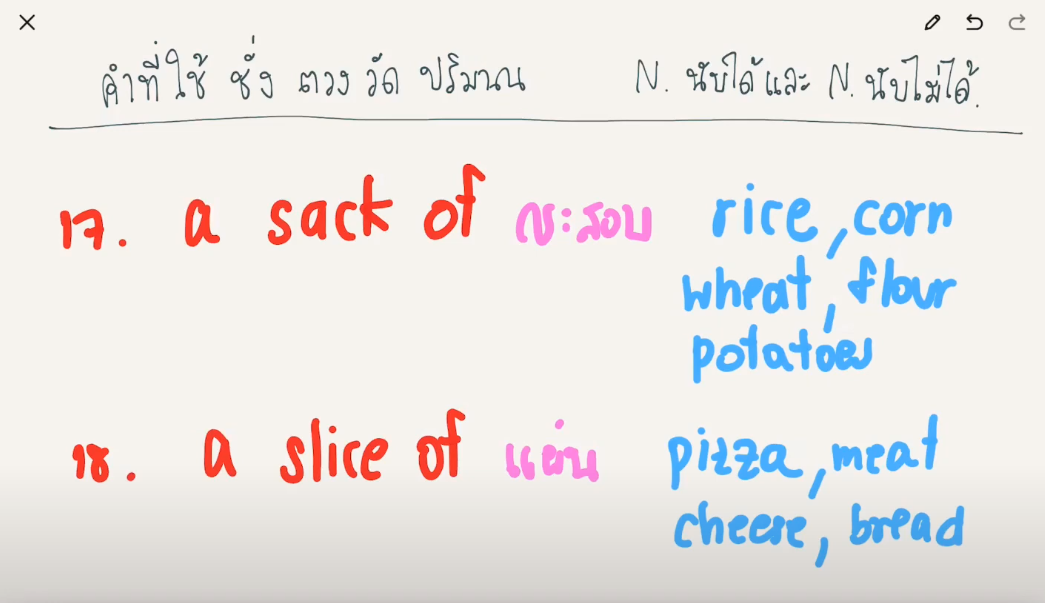 คำที่ใช้ ชั่ง ตวง วัด ปริมาณ N. นับได้ และ N. นับไม่ได้.
17. a sack of กะสอบ rice, corn
wheat, flour
potatoes
18. a slice of แผ่น pizza, meat
cheese, bread